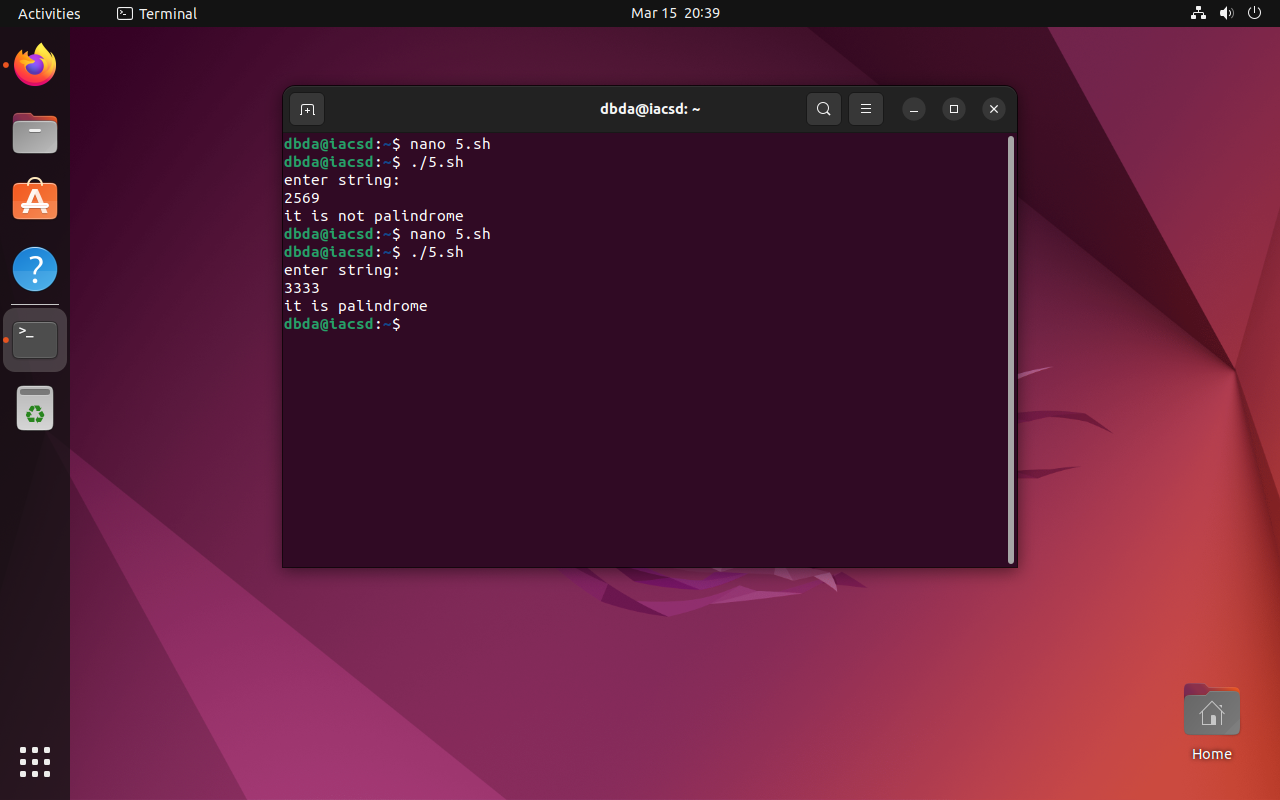 Activities
Terminal
Mar 15 20:39
dbda@iacsd: ~
dbda@iacsd:~$ nano 5.sh
dbda@iacsd:~$ ./5.sh
enter string:
2569
it is not palindrome
dbda@iacsd:~$ nano 5.sh
dbda@iacsd:~$ ./5.sh
enter string:
3333
it is palindrome
dbda@iacsd:~$
Home